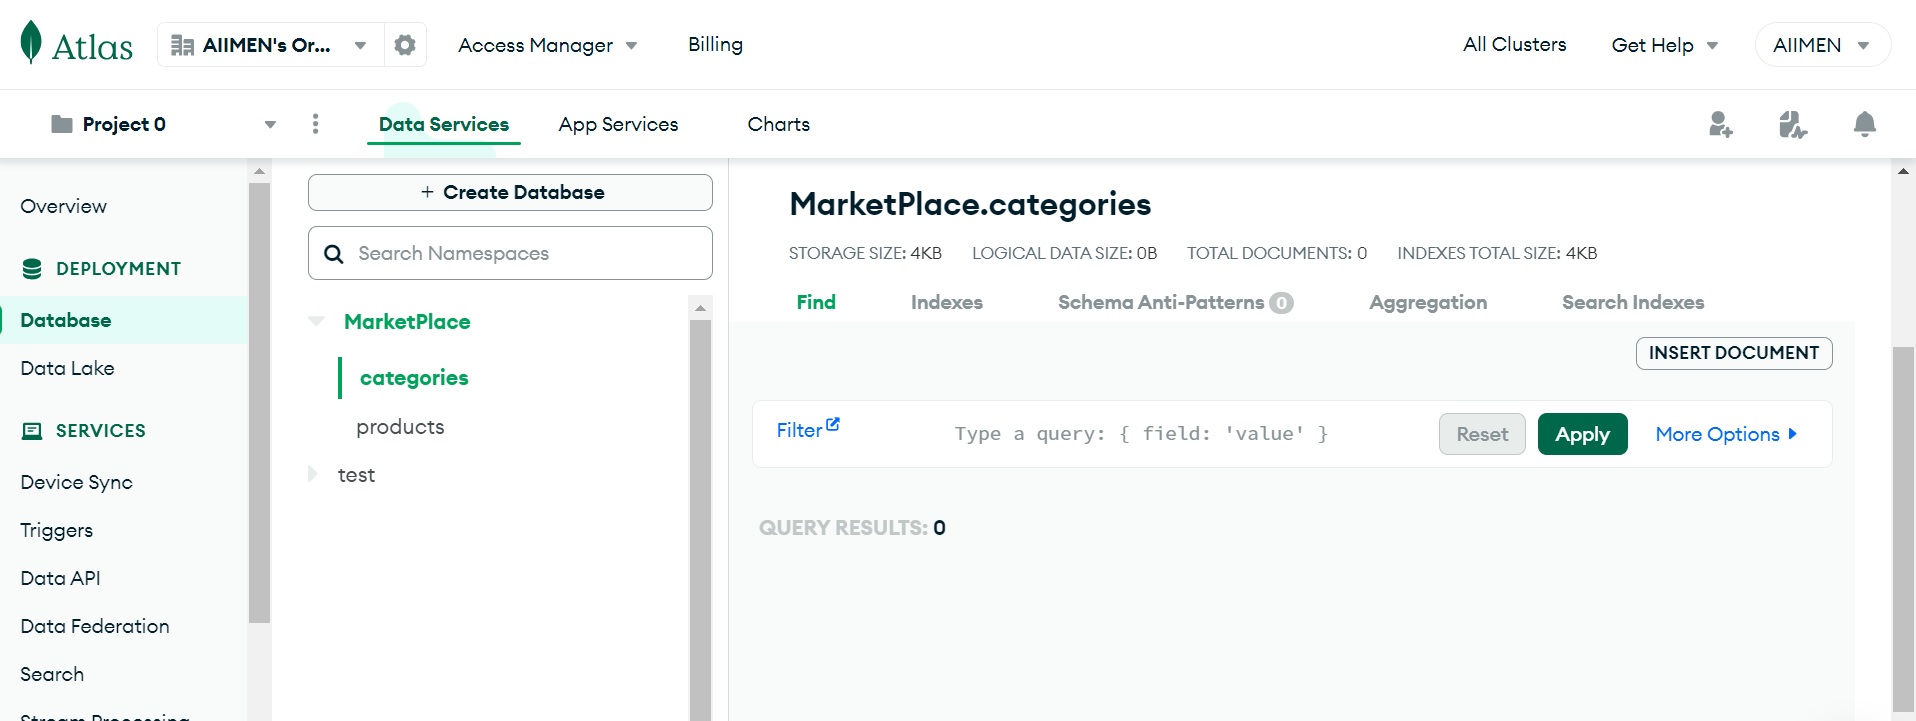 Atlas
AIIMEN's Or...
Access Manager
Billing
All Clusters
Get Help
AIIMEN
Project 0
Data Services
App Services
Charts
Overview
DEPLOYMENT
Database
Data Lake
SERVICES
Device Sync
Triggers
Data API
Data Federation
Search
Stream Processing
+ Create Database
Search Namespaces
MarketPlace
categories
products
test
MarketPlace.categories
STORAGE SIZE: 4KB LOGICAL DATA SIZE: 0B TOTAL DOCUMENTS: 0 INDEXES TOTAL SIZE: 4KB
Find Indexes Schema Anti-Patterns 0 Aggregation Search Indexes
INSERT DOCUMENT
Filter Type a query: { field: 'value' } Reset Apply More Options
QUERY RESULTS: 0